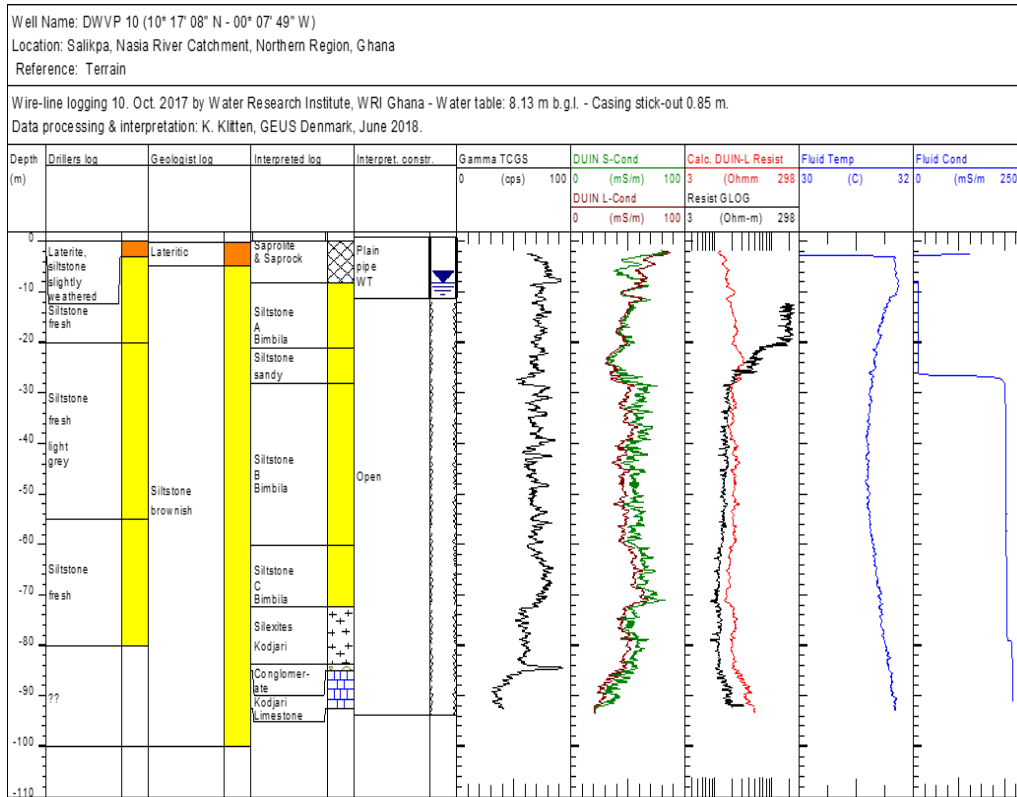 Well Name: DWVP 10 (10* 17' 08" N - 00* 07' 49" W)
Location: Salikpa, Nasia River Catchment, Northern Region, Ghana
Reference: Terrain
Wire-line logging 10. Oct. 2017 by Water Research Institute, WRI Ghana - Water table: 8.13 m b.g.l. - Casing stick-out 0.85 m.
Data processing & interpretation: K. Klitten, GEUS Denmark, June 2018.
Depth Drillers log Geologist log Interpreted log Interpret. constr. Gamma TCGS DUIN S-Cond Calc. DUIN-L Resist Fluid Temp Fluid Cond
(m) 0 (cps) 100 0 (mS/m) 100 3 (Ohmm 298 30 (C) 32 0 (mS/m 250
DUIN L-Cond Resist GLOG
0 (mS/m) 100 3 (Ohm-m) 298
0
-10
-20
-30
-40
-50
-60
-70
-80
-90
-100
-110
Laterite,
siltstone
slightly
weathered
Siltstone
fresh
Siltstone
fresh
light
grey
Siltstone
fresh
??
Lateritic
Siltstone
brownish
Saprolite
& Saprock
Siltstone
A
Bimbila
Siltstone
sandy
Siltstone
B
Bimbila
Siltstone
C
Bimbila
Silexites
Kodjari
Conglomer-
ate
Kodjari
Limestone
Plain
pipe
WT
Open